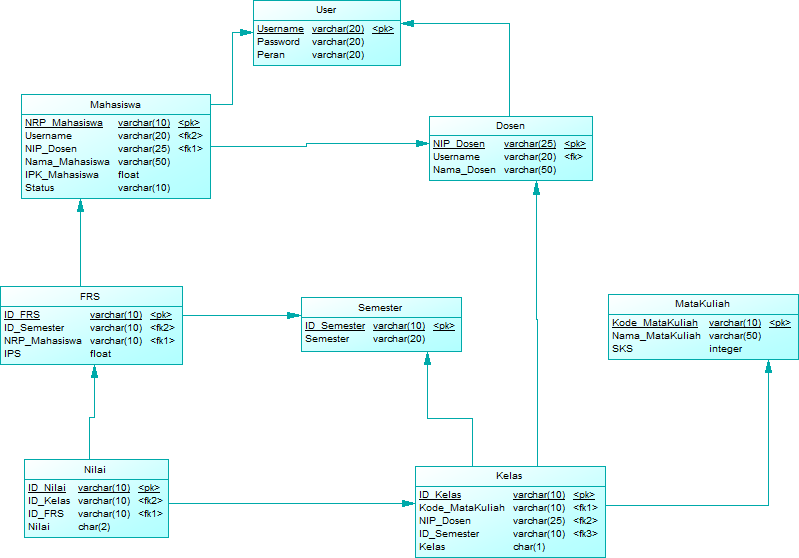 User
Username varchar(20) <pk>
Password varchar(20)
Peran varchar(20)
Mahasiswa
NRP_Mahasiswa varchar(10) <pk>
Username varchar(20) <fk2>
NIP_Dosen varchar(25) <fk1>
Nama_Mahasiswa varchar(50)
IPK_Mahasiswa float
Status varchar(10)
Dosen
NIP_Dosen varchar(25) <pk>
Username varchar(20) <fk>
Nama_Dosen varchar(50)
FRS
ID_FRS varchar(10) <pk>
ID_Semester varchar(10) <fk2>
NRP_Mahasiswa varchar(10) <fk1>
IPS float
Semester
ID_Semester varchar(10) <pk>
Semester varchar(20)
MataKuliah
Kode_MataKuliah varchar(10) <pk>
Nama_MataKuliah varchar(50)
SKS integer
Nilai
ID_Nilai varchar(10) <pk>
ID_Kelas varchar(10) <fk2>
ID_FRS varchar(10) <fk1>
Nilai char(2)
Kelas
ID_Kelas varchar(10) <pk>
Kode_MataKuliah varchar(10) <fk1>
NIP_Dosen varchar(25) <fk2>
ID_Semester varchar(10) <fk3>
Kelas char(1)